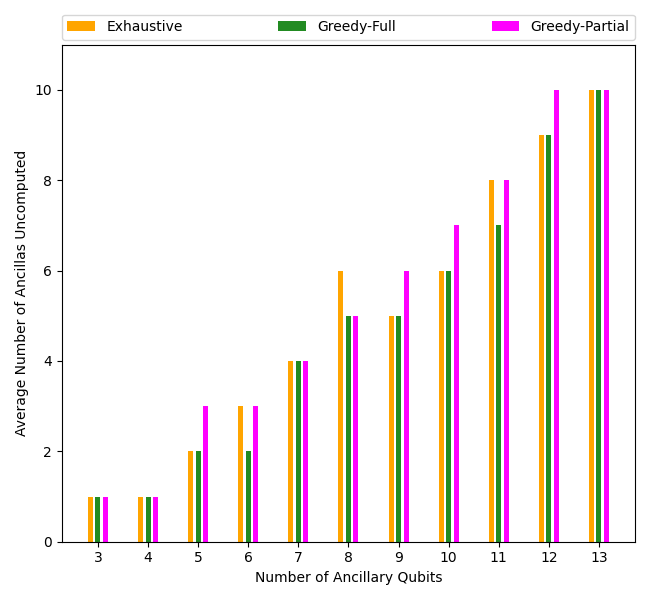 Exhaustive Greedy-Full Greedy-Partial
Average Number of Ancillas Uncomputed
10
8
6
4
2
0
3 4 5 6 7 8 9 10 11 12 13
Number of Ancillary Qubits